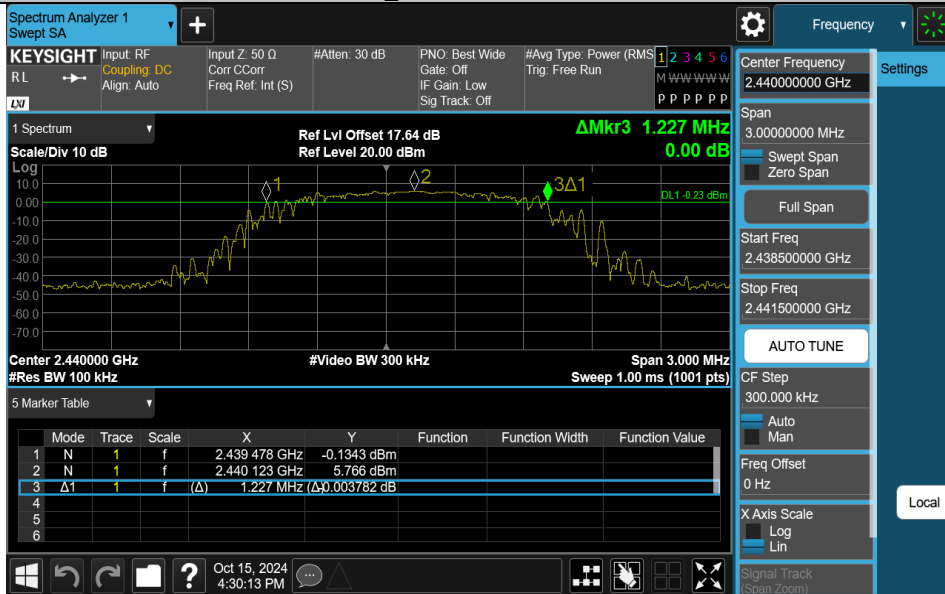 Spectrum Analyzer 1
Swept SA
Frequency
KEYSIGHT
RL
LXI
Input: RF
Coupling: DC
Align: Auto
Input Z: 50 Ω
Corr CCorr
Freq Ref: Int (S)
#Atten: 30 dB
PNO: Best Wide
Gate: Off
IF Gain: Low
Sig Track: Off
#Avg Type: Power (RMS
Trig: Free Run
1 2 3 4 5 6
M W W W W W
P P P P P P
1 Spectrum
Scale/Div 10 dB
Ref Lvl Offset 17.64 dB
Ref Level 20.00 dBm
ΔMkr3 1.227 MHz
0.00 dB
Log
10.0
0.00
-10.0
-20.0
-30.0
-40.0
-50.0
-60.0
-70.0
1
2
3Δ1
DL1 -0.23 dBm
Center 2.440000 GHz
#Video BW 300 kHz
Span 3.000 MHz
#Res BW 100 kHz
Sweep 1.00 ms (1001 pts)
5 Marker Table
Mode Trace Scale X Y Function Function Width Function Value
1 N 1 f 2.439 478 GHz -0.1343 dBm
2 N 1 f 2.440 123 GHz 5.766 dBm
3 Δ1 1 f (Δ) 1.227 MHz (Δ) 0.003782 dB
4
5
6
Oct 15, 2024
4:30:13 PM
Center Frequency
2.440000000 GHz
Settings
Span
3.00000000 MHz
Swept Span
Zero Span
Full Span
Start Freq
2.438500000 GHz
Stop Freq
2.441500000 GHz
AUTO TUNE
CF Step
300.000 kHz
Auto
Man
Freq Offset
0 Hz
Local
X Axis Scale
Log
Lin
Signal Track
(Span Zoom)